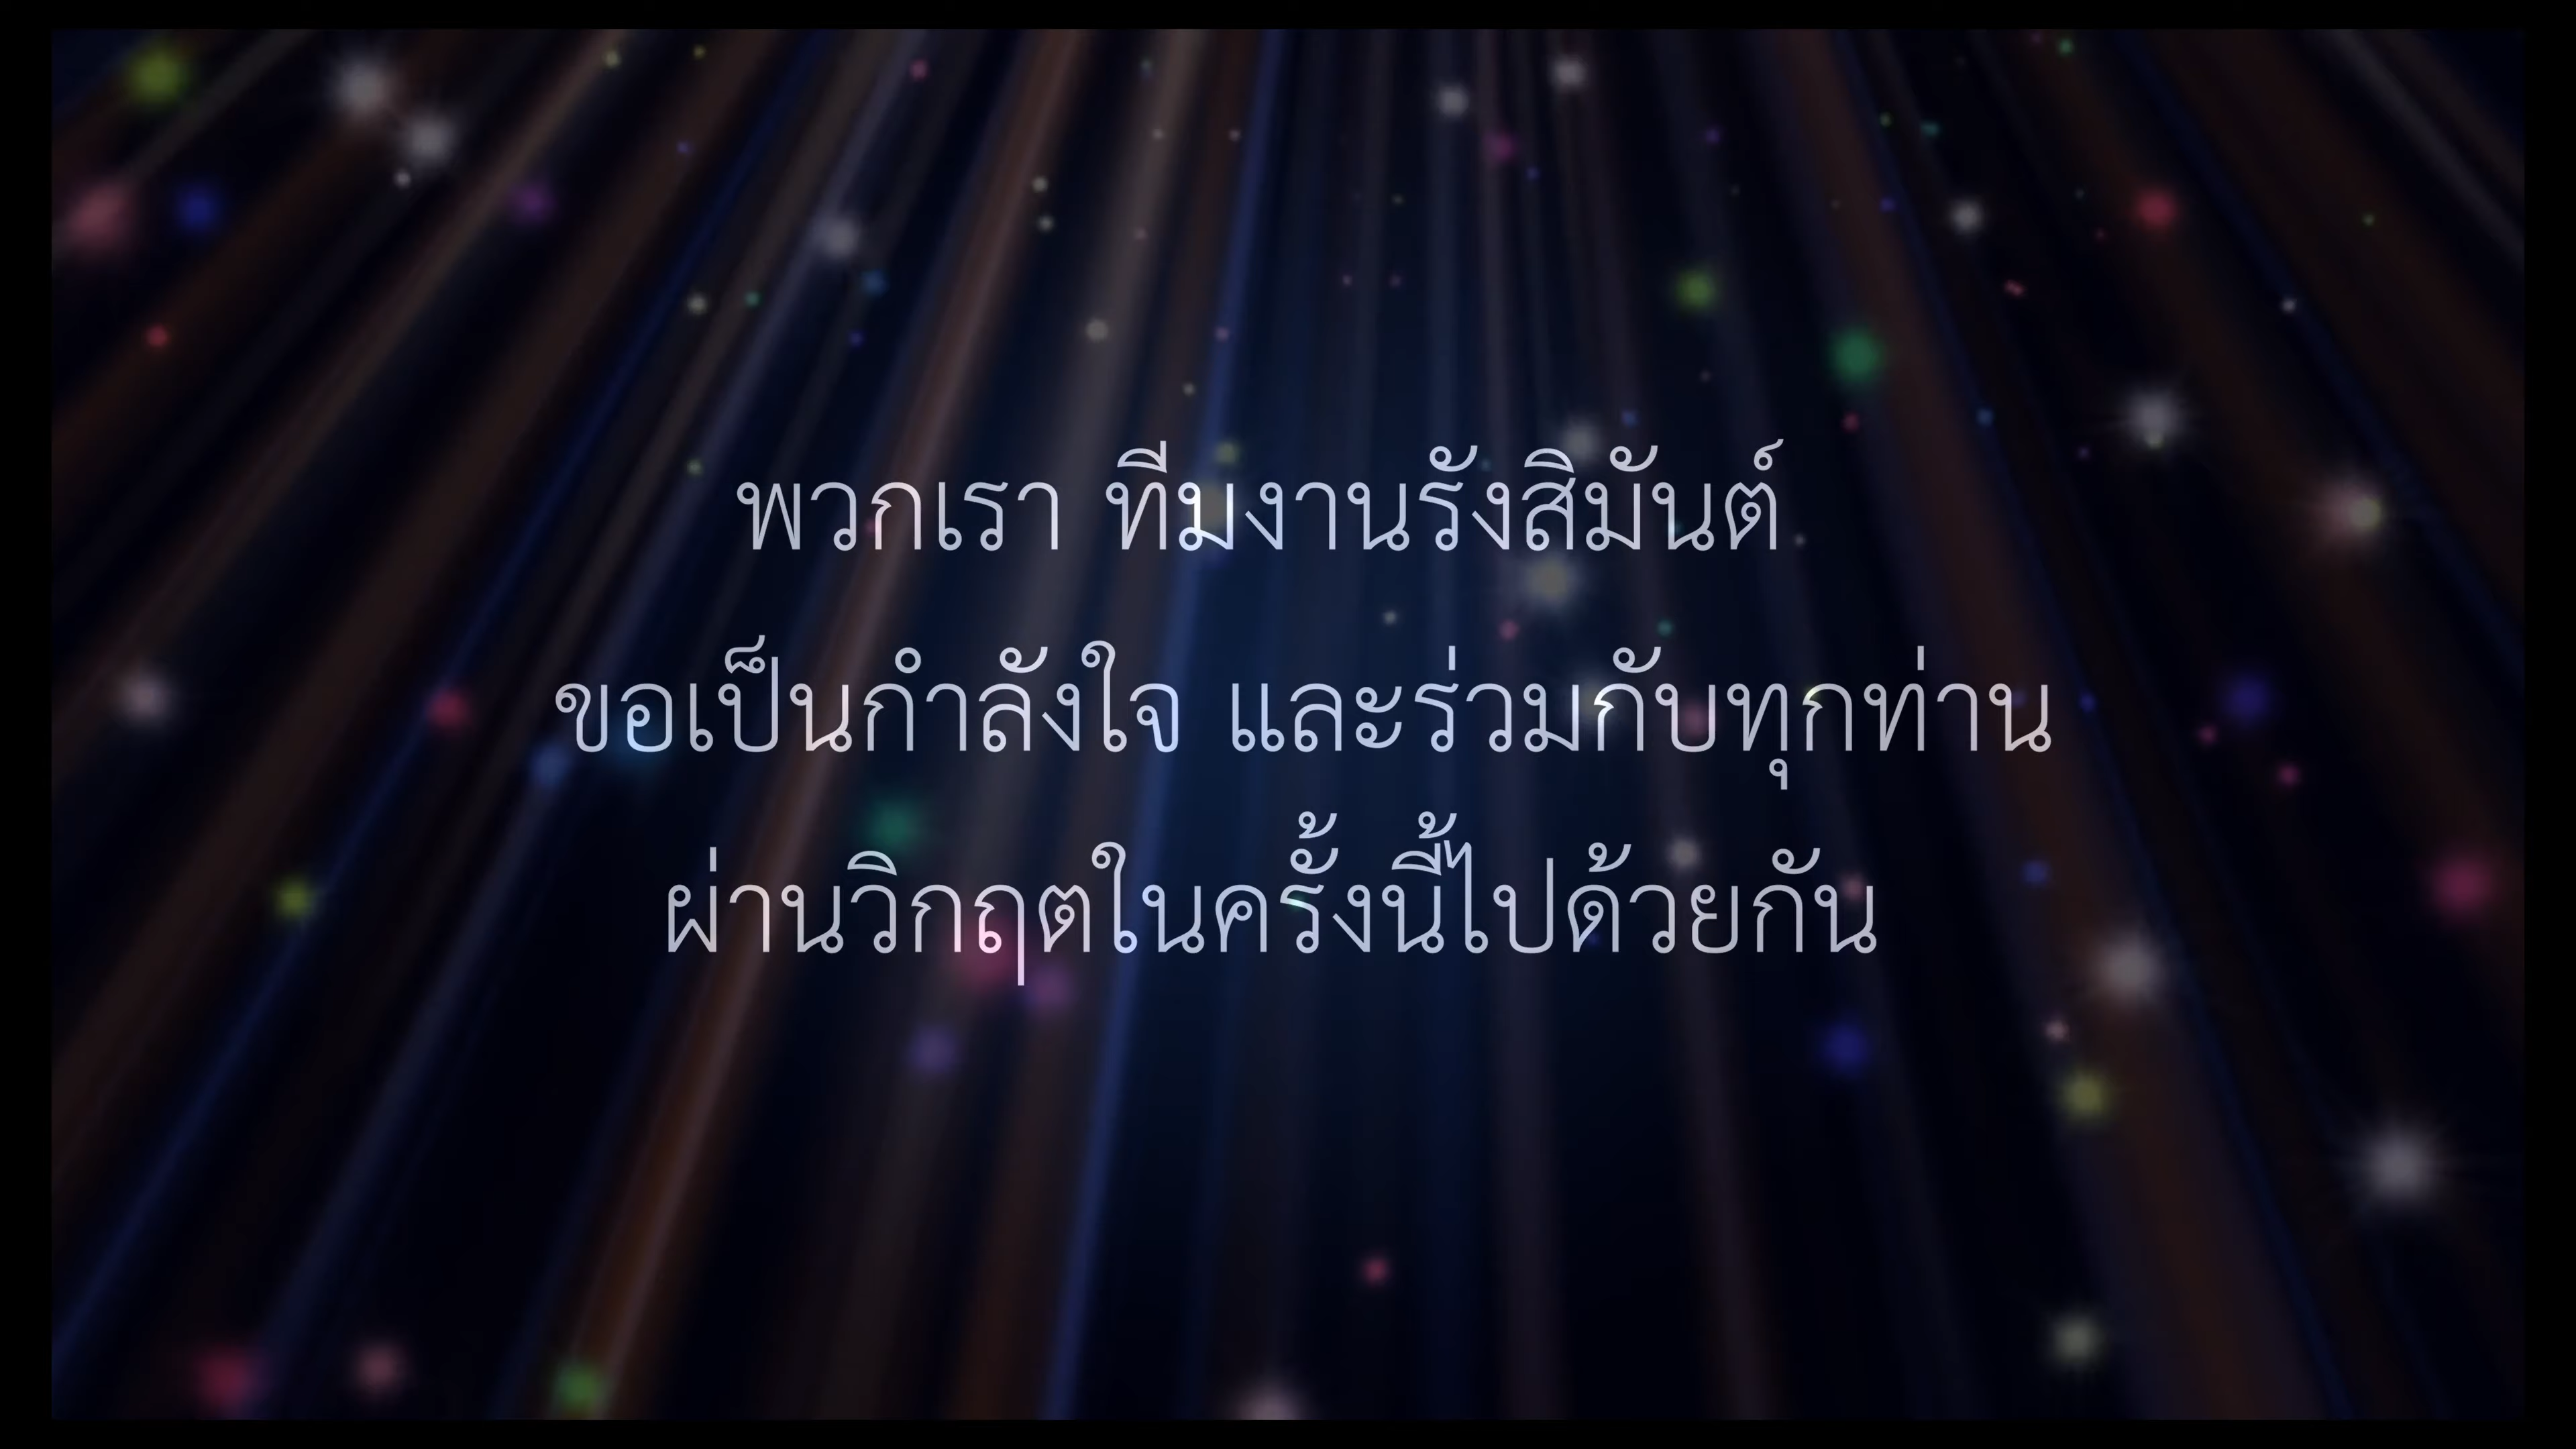 พวกเรา ทีมงานรังสิมันต์
ขอเป็นกำลังใจ และร่วมกับทุกท่าน
ผ่านวิกฤตในครั้งนี้ไปด้วยกัน